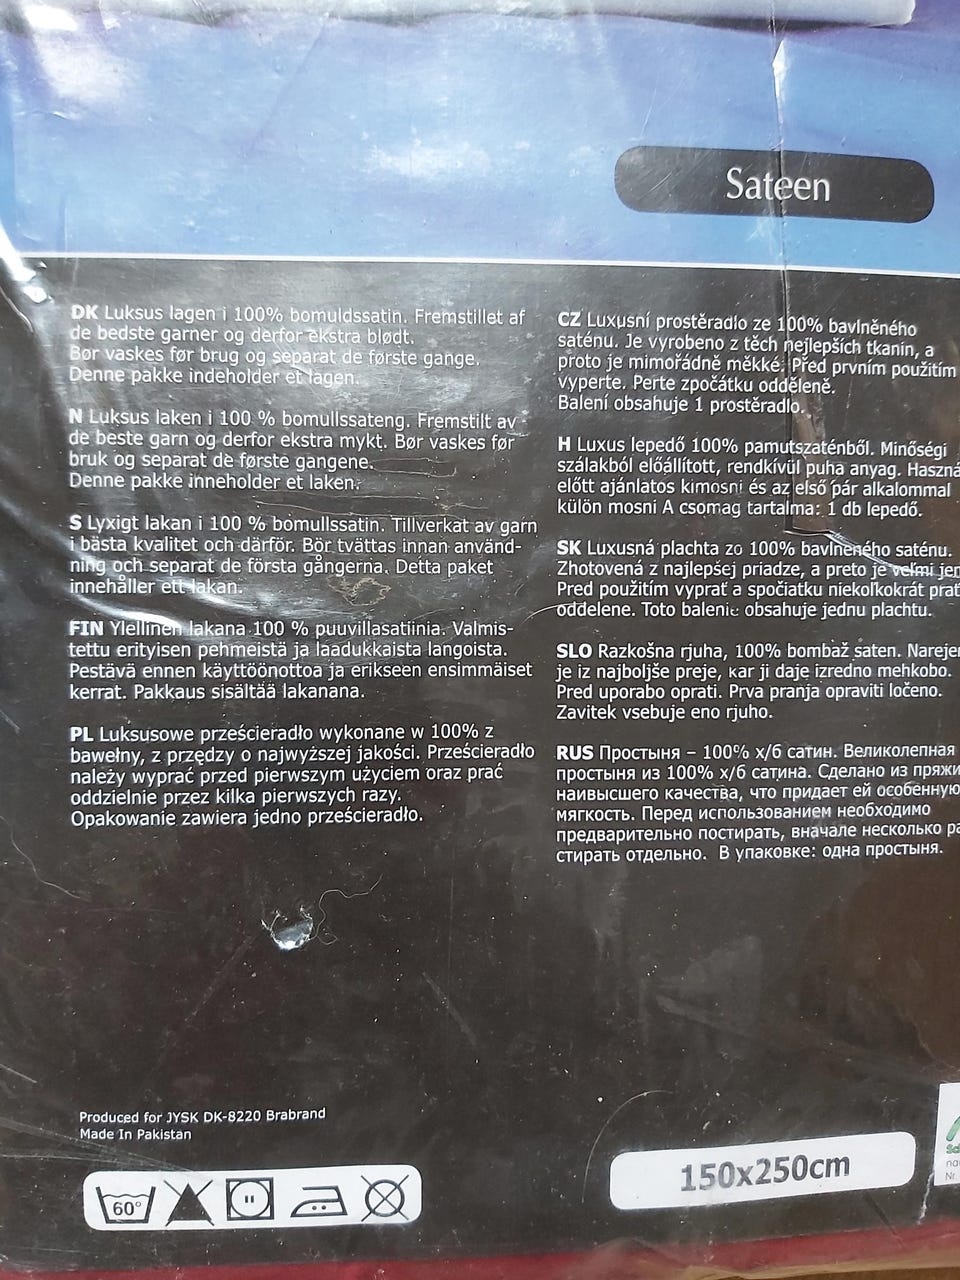 Sateen
DK Luksus lagen i 100% bomuldssatin. Fremstillet af
de bedste garner og derfor ekstra blødt.
Bør vaskes før brug og separat de første gange.
Denne pakke indeholder et lagen.
N Luksus laken i 100 % bomullssateng. Fremstilt av
de beste garn og derfor ekstra mykt. Bør vaskes før
bruk og separat de første gangene.
Denne pakke inneholder et laken.
S Lyxigt lakan i 100 % bomullssatin. Tillverkat av garn
i bästa kvalitet och därför. Bör tvättas innan använd-
ning och separat de första gångerna. Detta paket
innehåller ett lakan.
FIN Ylellinen lakana 100 % puuvillasatiinia. Valmis-
tettu erityisen pehmeistä ja laadukkaista langoista.
Pestävä ennen käyttöönottoa ja erikseen ensimmäiset
kerrat. Pakkaus sisältää lakanana.
PL Luksusowe prześcieradło wykonane w 100% z
bawełny, z przędzy o najwyższej jakości. Prześcieradło
należy wyprać przed pierwszym użyciem oraz prać
oddzielnie przez kilka pierwszych razy.
Opakowanie zawiera jedno prześcieradło.
CZ Luxusní prostěradlo ze 100% bavlněného
saténu. Je vyrobeno z těch nejlepších tkanin, a
proto je mimořádně měkké. Před prvním použitím
vyperte. Perte zpočátku odděleně.
Balení obsahuje 1 prostěradlo.
H Luxus lepedő 100% pamutszaténből. Minőségi
szálakból előállított, rendkívül puha anyag. Haszná
előtt ajánlatos kimosni és az első pár alkalommal
külön mosni A csomag tartalma: 1 db lepedő.
SK Luxusná plachta zo 100% bavlneného saténu.
Zhotovená z najlepšej priadze, a preto je veľmi jem
Pred použitím vyprať a spočiatku niekoľkokrát prať
oddelene. Toto balenie obsahuje jednu plachtu.
SLO Razkošna rjuha, 100% bombaž saten. Narejen
je iz najboljše preje, kar ji daje izredno mehkobo.
Pred uporabo oprati. Prva pranja opraviti ločeno.
Zavitek vsebuje eno rjuho.
RUS Простыня – 100% х/б сатин. Великолепная
простыня из 100% х/б сатина. Сделано из пряжи
наивысшего качества, что придает ей особенную
мягкость. Перед использованием необходимо
предварительно постирать, вначале несколько ра
стирать отдельно. В упаковке: одна простыня.
Produced for JYSK DK-8220 Brabrand
Made In Pakistan
60°
150x250cm
Nr.